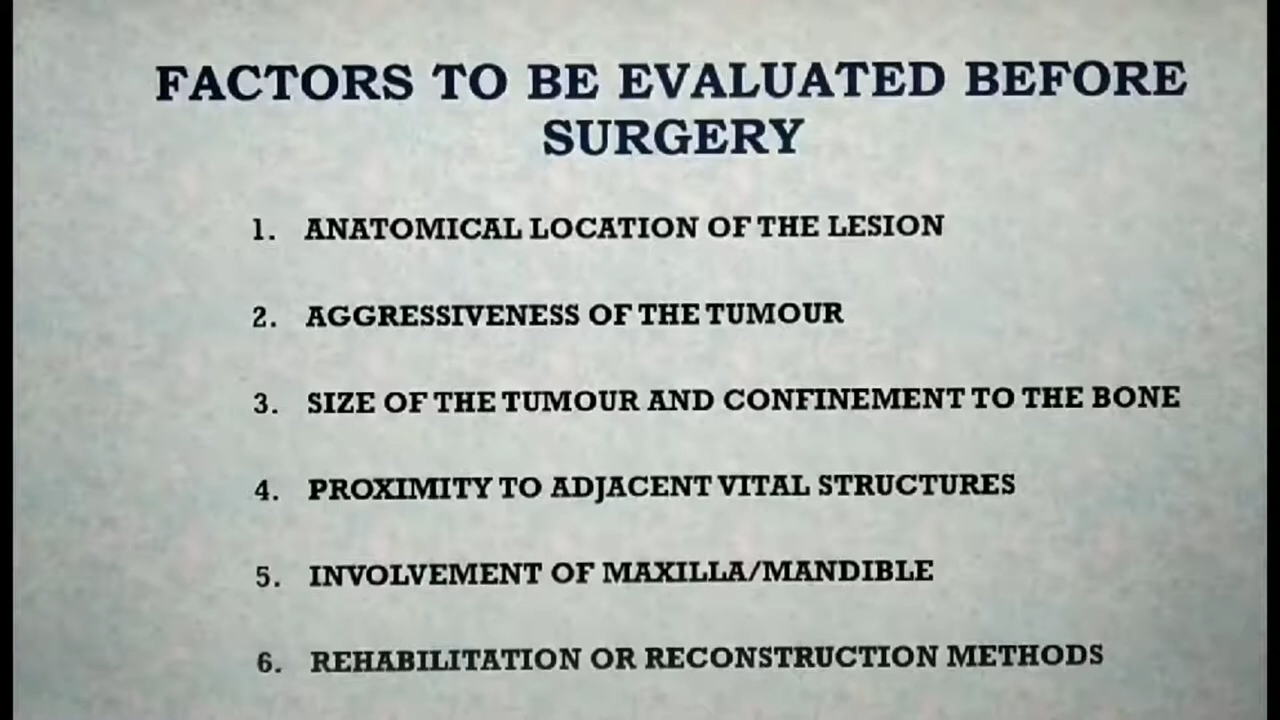 FACTORS TO BE EVALUATED BEFORE
SURGERY
1. ANATOMICAL LOCATION OF THE LESION
2. AGGRESSIVENESS OF THE TUMOUR
3. SIZE OF THE TUMOUR AND CONFINEMENT TO THE BONE
4. PROXIMITY TO ADJACENT VITAL STRUCTURES
5. INVOLVEMENT OF MAXILLA/MANDIBLE
6. REHABILITATION OR RECONSTRUCTION METHODS